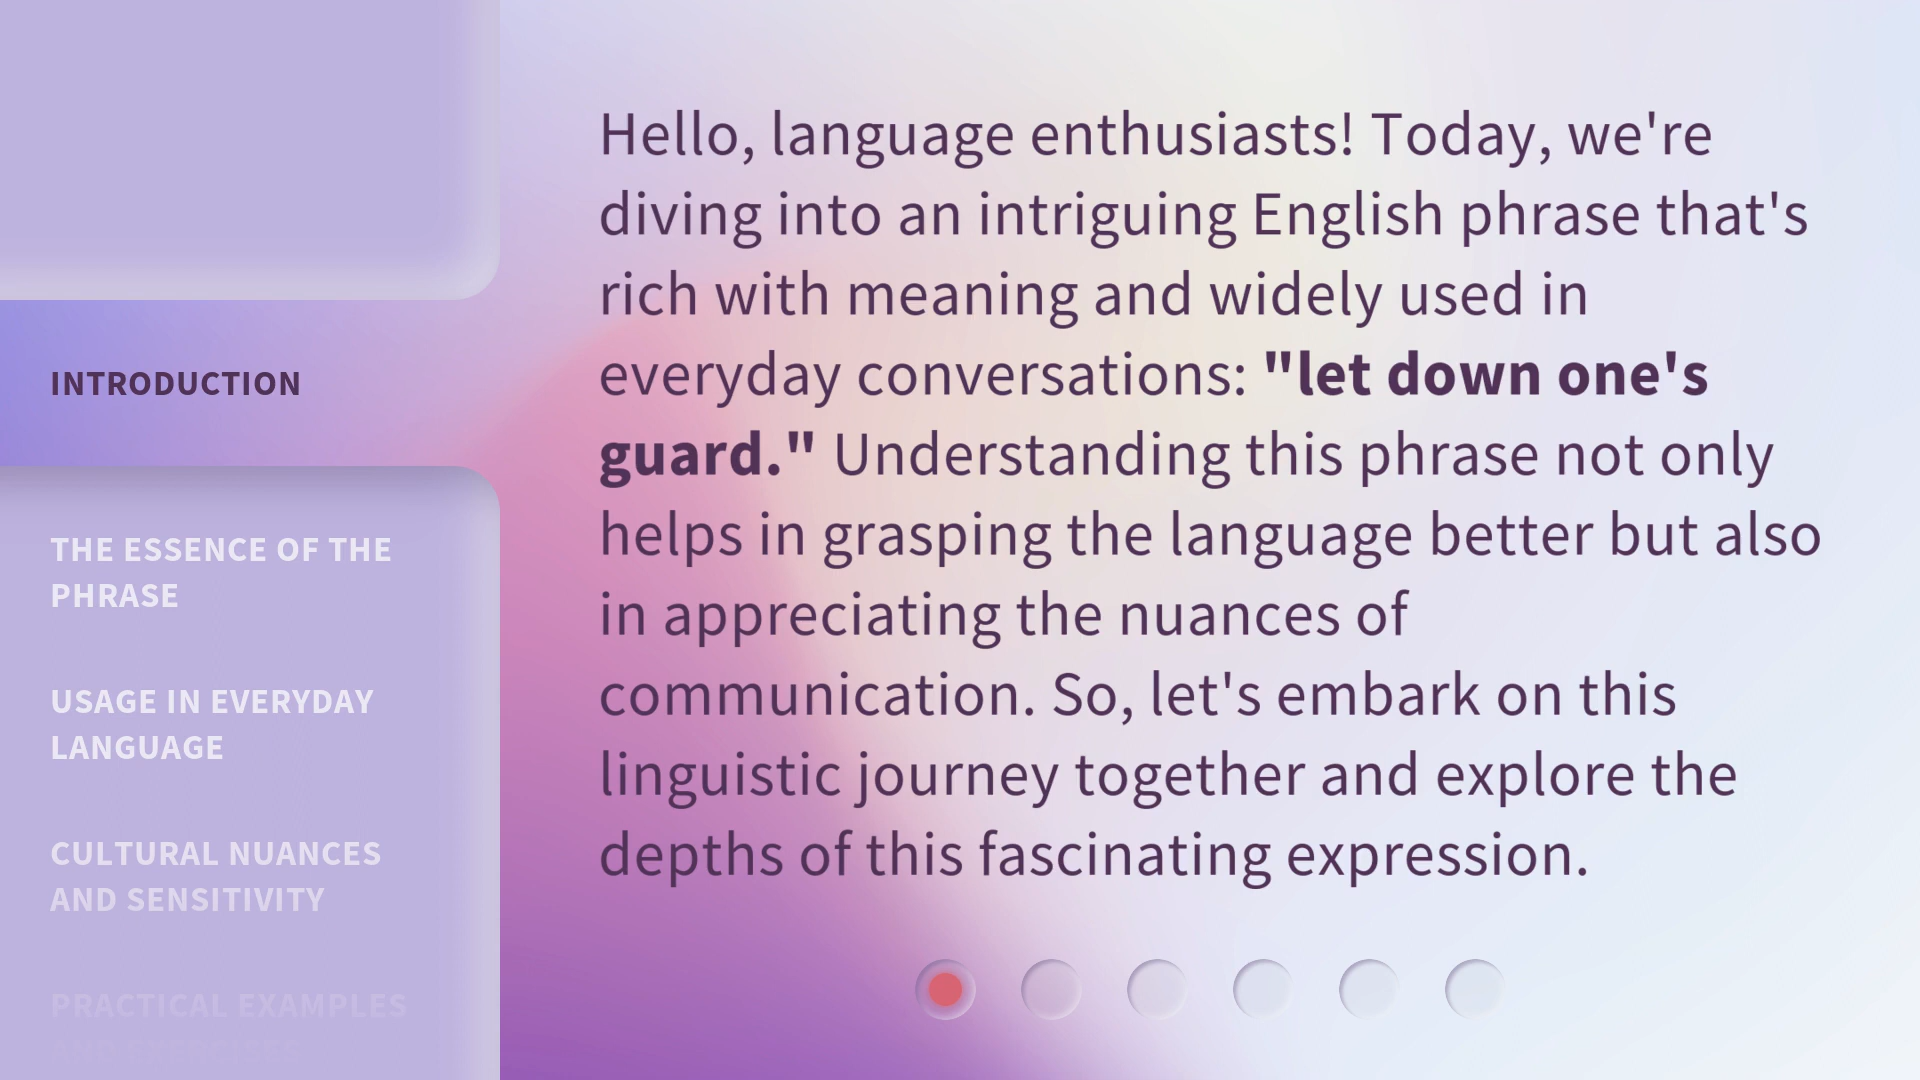 INTRODUCTION
THE ESSENCE OF THE
PHRASE
USAGE IN EVERYDAY
LANGUAGE
CULTURAL NUANCES
AND SENSITIVITY
PRACTICAL EXAMPLES
AND EXERCISES
Hello, language enthusiasts! Today, we're
diving into an intriguing English phrase that's
rich with meaning and widely used in
everyday conversations: "let down one's
guard." Understanding this phrase not only
helps in grasping the language better but also
in appreciating the nuances of
communication. So, let's embark on this
linguistic journey together and explore the
depths of this fascinating expression.